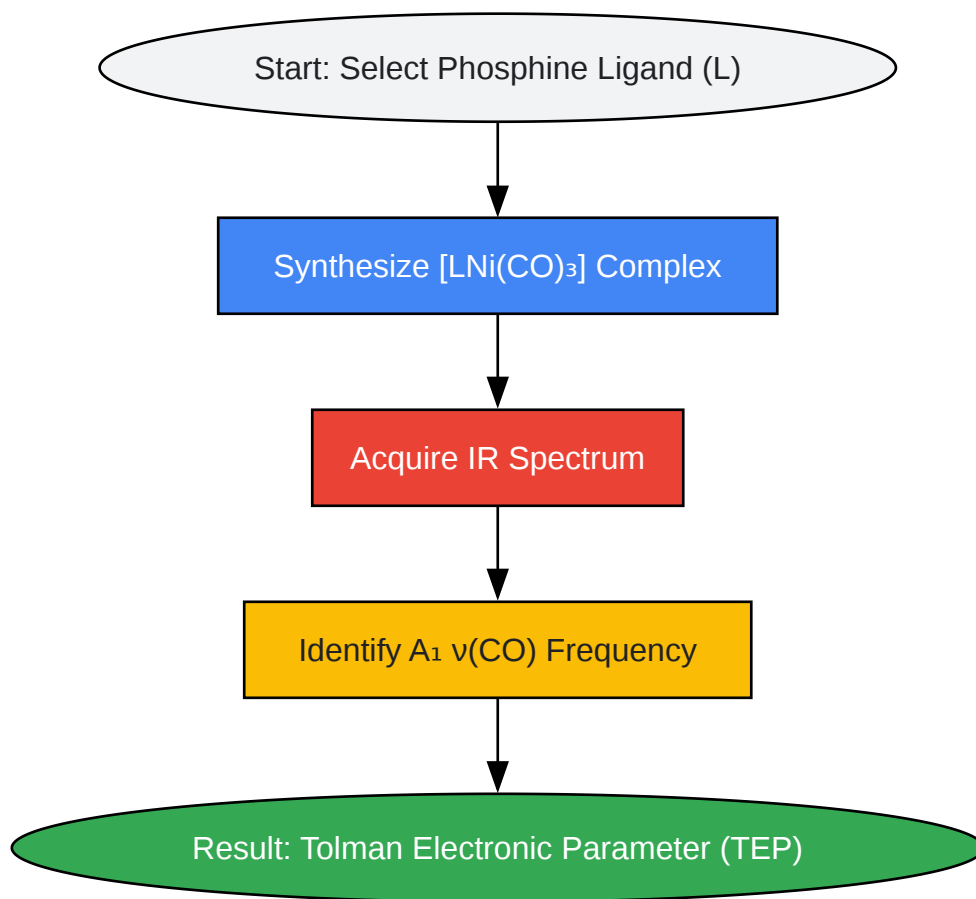 Start: Select Phosphine Ligand (L)
Synthesize [LNi(CO)₃] Complex
Acquire IR Spectrum
Identify A₁ ν(CO) Frequency
Result: Tolman Electronic Parameter (TEP)